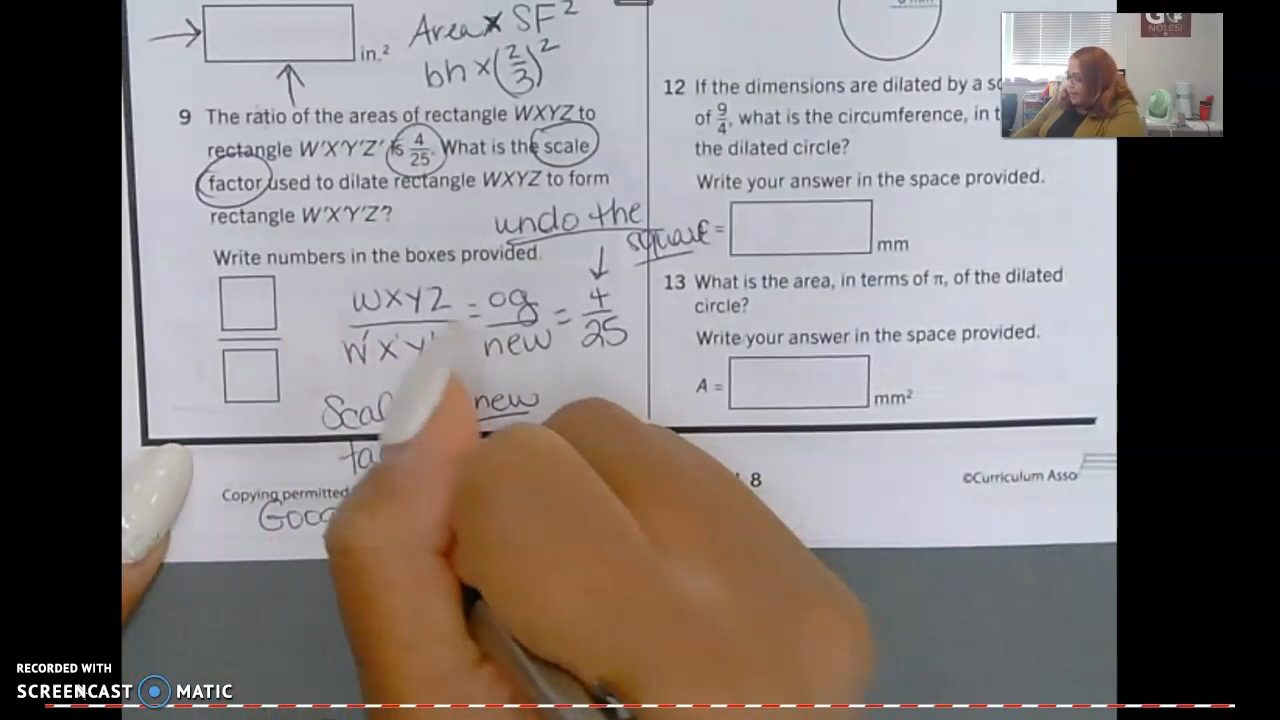 in.²
Area x SF²
bh x (2/3)²
9 The ratio of the areas of rectangle WXYZ to
rectangle W'X'Y'Z' is 4/25. What is the scale
factor used to dilate rectangle WXYZ to form
rectangle W'X'Y'Z'?
undo the
square
Write numbers in the boxes provided.
WXYZ = og = 4
W'X'Y' new 25
Scal new
fa
Copying permitted
Good
12 If the dimensions are dilated by a
of 9/4, what is the circumference, in
the dilated circle?
Write your answer in the space provided.
= mm
13 What is the area, in terms of π, of the dilated
circle?
Write your answer in the space provided.
A = mm²
8
©Curriculum Asso
GO
NOLES!
RECORDED WITH
SCREENCAST MATIC